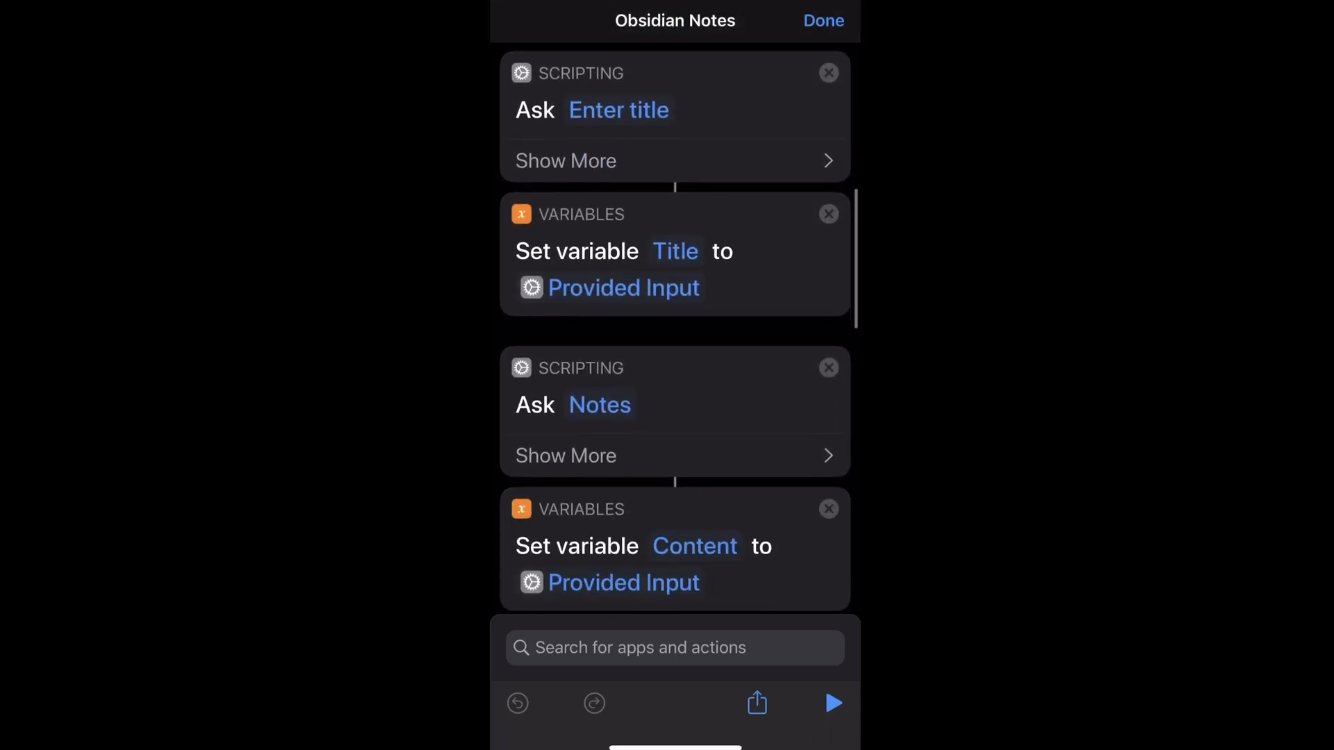 Obsidian Notes Done
SCRIPTING
Ask Enter title
Show More
x VARIABLES
Set variable Title to
Provided Input
SCRIPTING
Ask Notes
Show More
x VARIABLES
Set variable Content to
Provided Input
Search for apps and actions